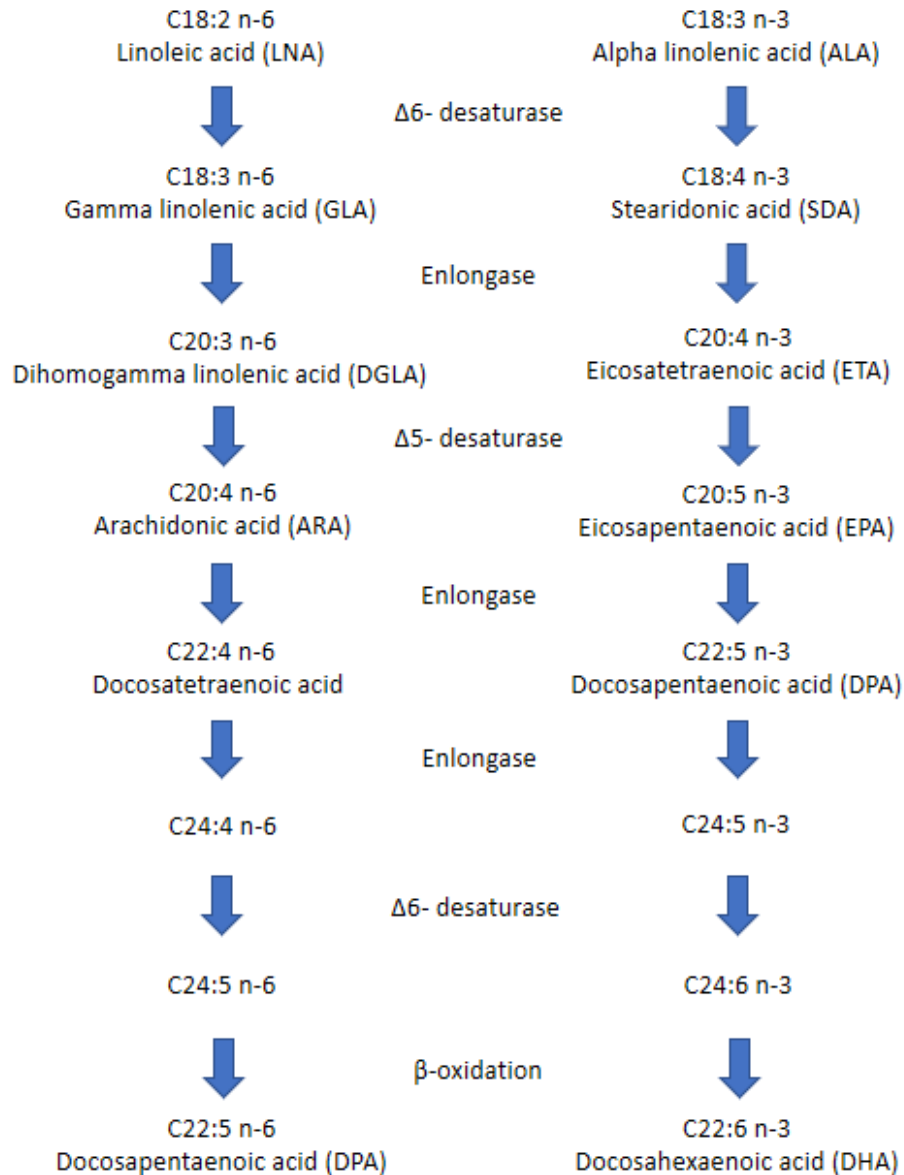 C18:2 n-6
Linoleic acid (LNA)
C18:3 n-3
Alpha linolenic acid (ALA)
Δ6- desaturase
C18:3 n-6
Gamma linolenic acid (GLA)
C18:4 n-3
Stearidonic acid (SDA)
Enlongase
C20:3 n-6
Dihomogamma linolenic acid (DGLA)
C20:4 n-3
Eicosatetraenoic acid (ETA)
Δ5- desaturase
C20:4 n-6
Arachidonic acid (ARA)
C20:5 n-3
Eicosapentaenoic acid (EPA)
Enlongase
C22:4 n-6
Docosatetraenoic acid
C22:5 n-3
Docosapentaenoic acid (DPA)
Enlongase
C24:4 n-6
C24:5 n-3
Δ6- desaturase
C24:5 n-6
C24:6 n-3
β-oxidation
C22:5 n-6
Docosapentaenoic acid (DPA)
C22:6 n-3
Docosahexaenoic acid (DHA)